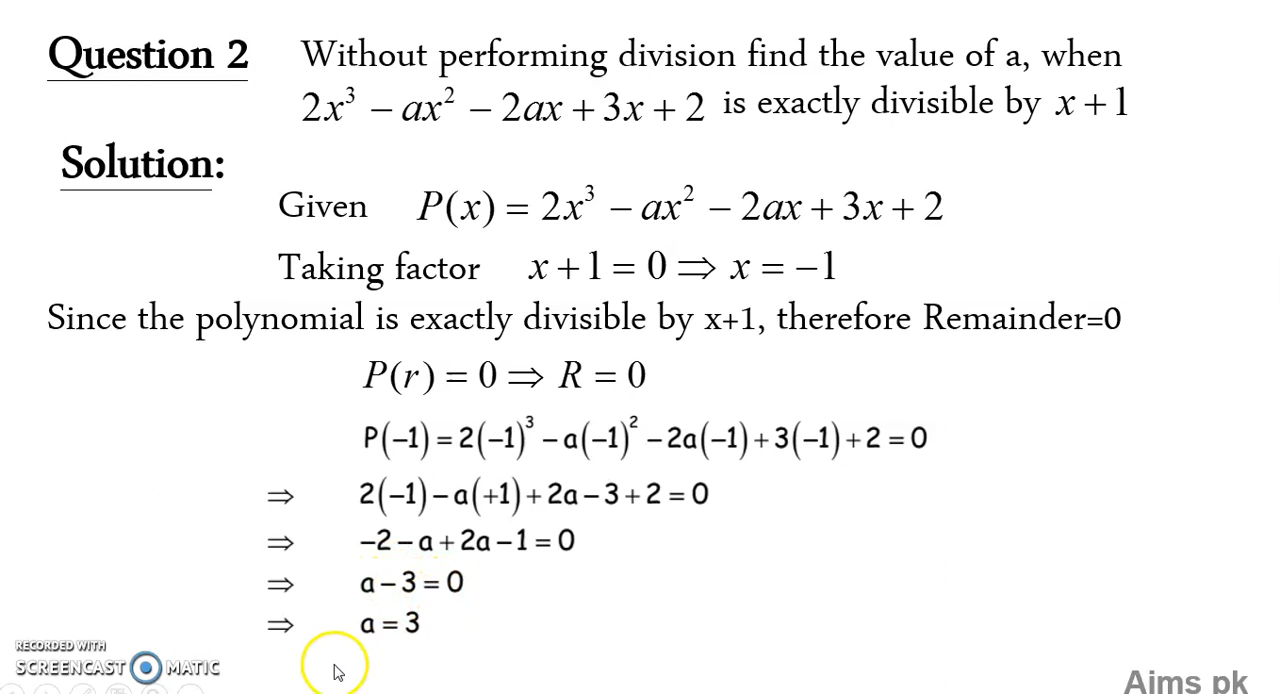 Question 2 Without performing division find the value of a, when
2x³ − ax² − 2ax + 3x + 2 is exactly divisible by x + 1
Solution:
Given P(x) = 2x³ − ax² − 2ax + 3x + 2
Taking factor x + 1 = 0 ⇒ x = −1
Since the polynomial is exactly divisible by x+1, therefore Remainder=0
P(r) = 0 ⇒ R = 0
P(−1) = 2(−1)³ − a(−1)² − 2a(−1) + 3(−1) + 2 = 0
⇒ 2(−1) − a(+1) + 2a − 3 + 2 = 0
⇒ −2 − a + 2a − 1 = 0
⇒ a − 3 = 0
⇒ a = 3
RECORDED WITH
SCREENCAST MATIC
Aims pk